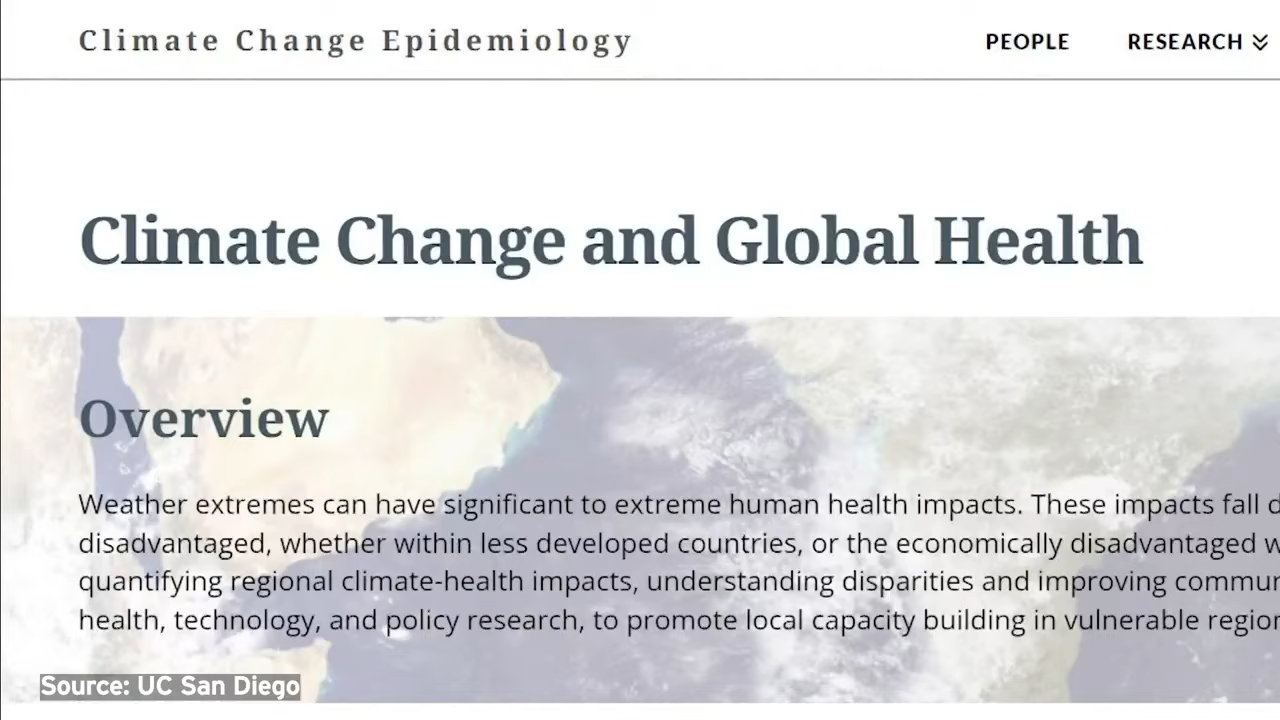 Climate Change Epidemiology
PEOPLE
RESEARCH
Climate Change and Global Health
Overview
Weather extremes can have significant to extreme human health impacts. These impacts fall
disadvantaged, whether within less developed countries, or the economically disadvantaged
quantifying regional climate-health impacts, understanding disparities and improving
health, technology, and policy research, to promote local capacity building in vulnerable
Source: UC San Diego